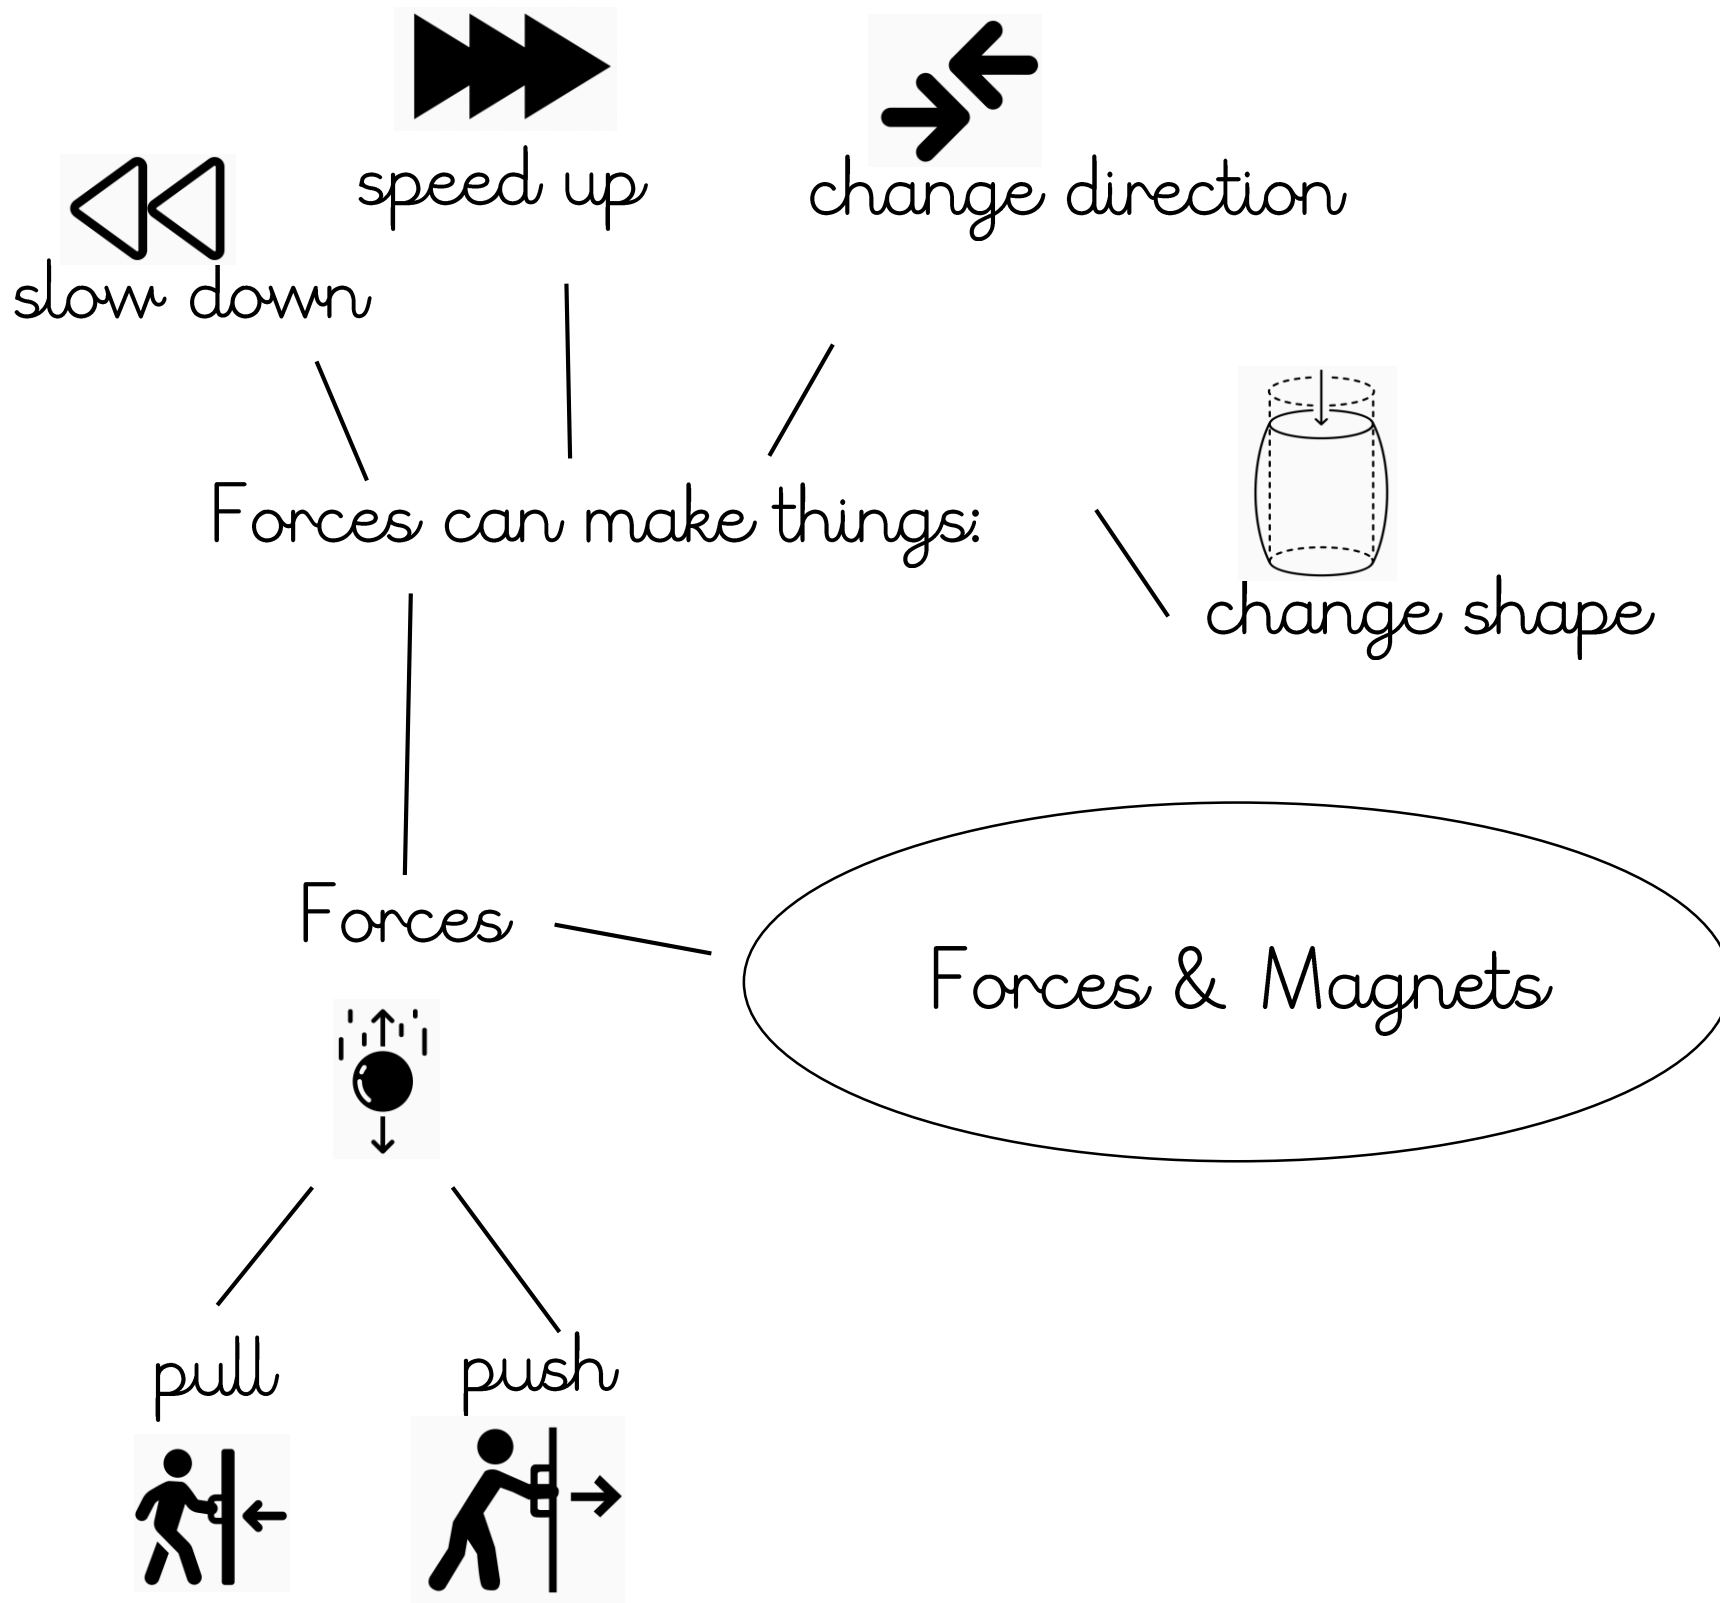 speed up
change direction
slow down
Forces can make things:
change shape
Forces
Forces & Magnets
pull
push